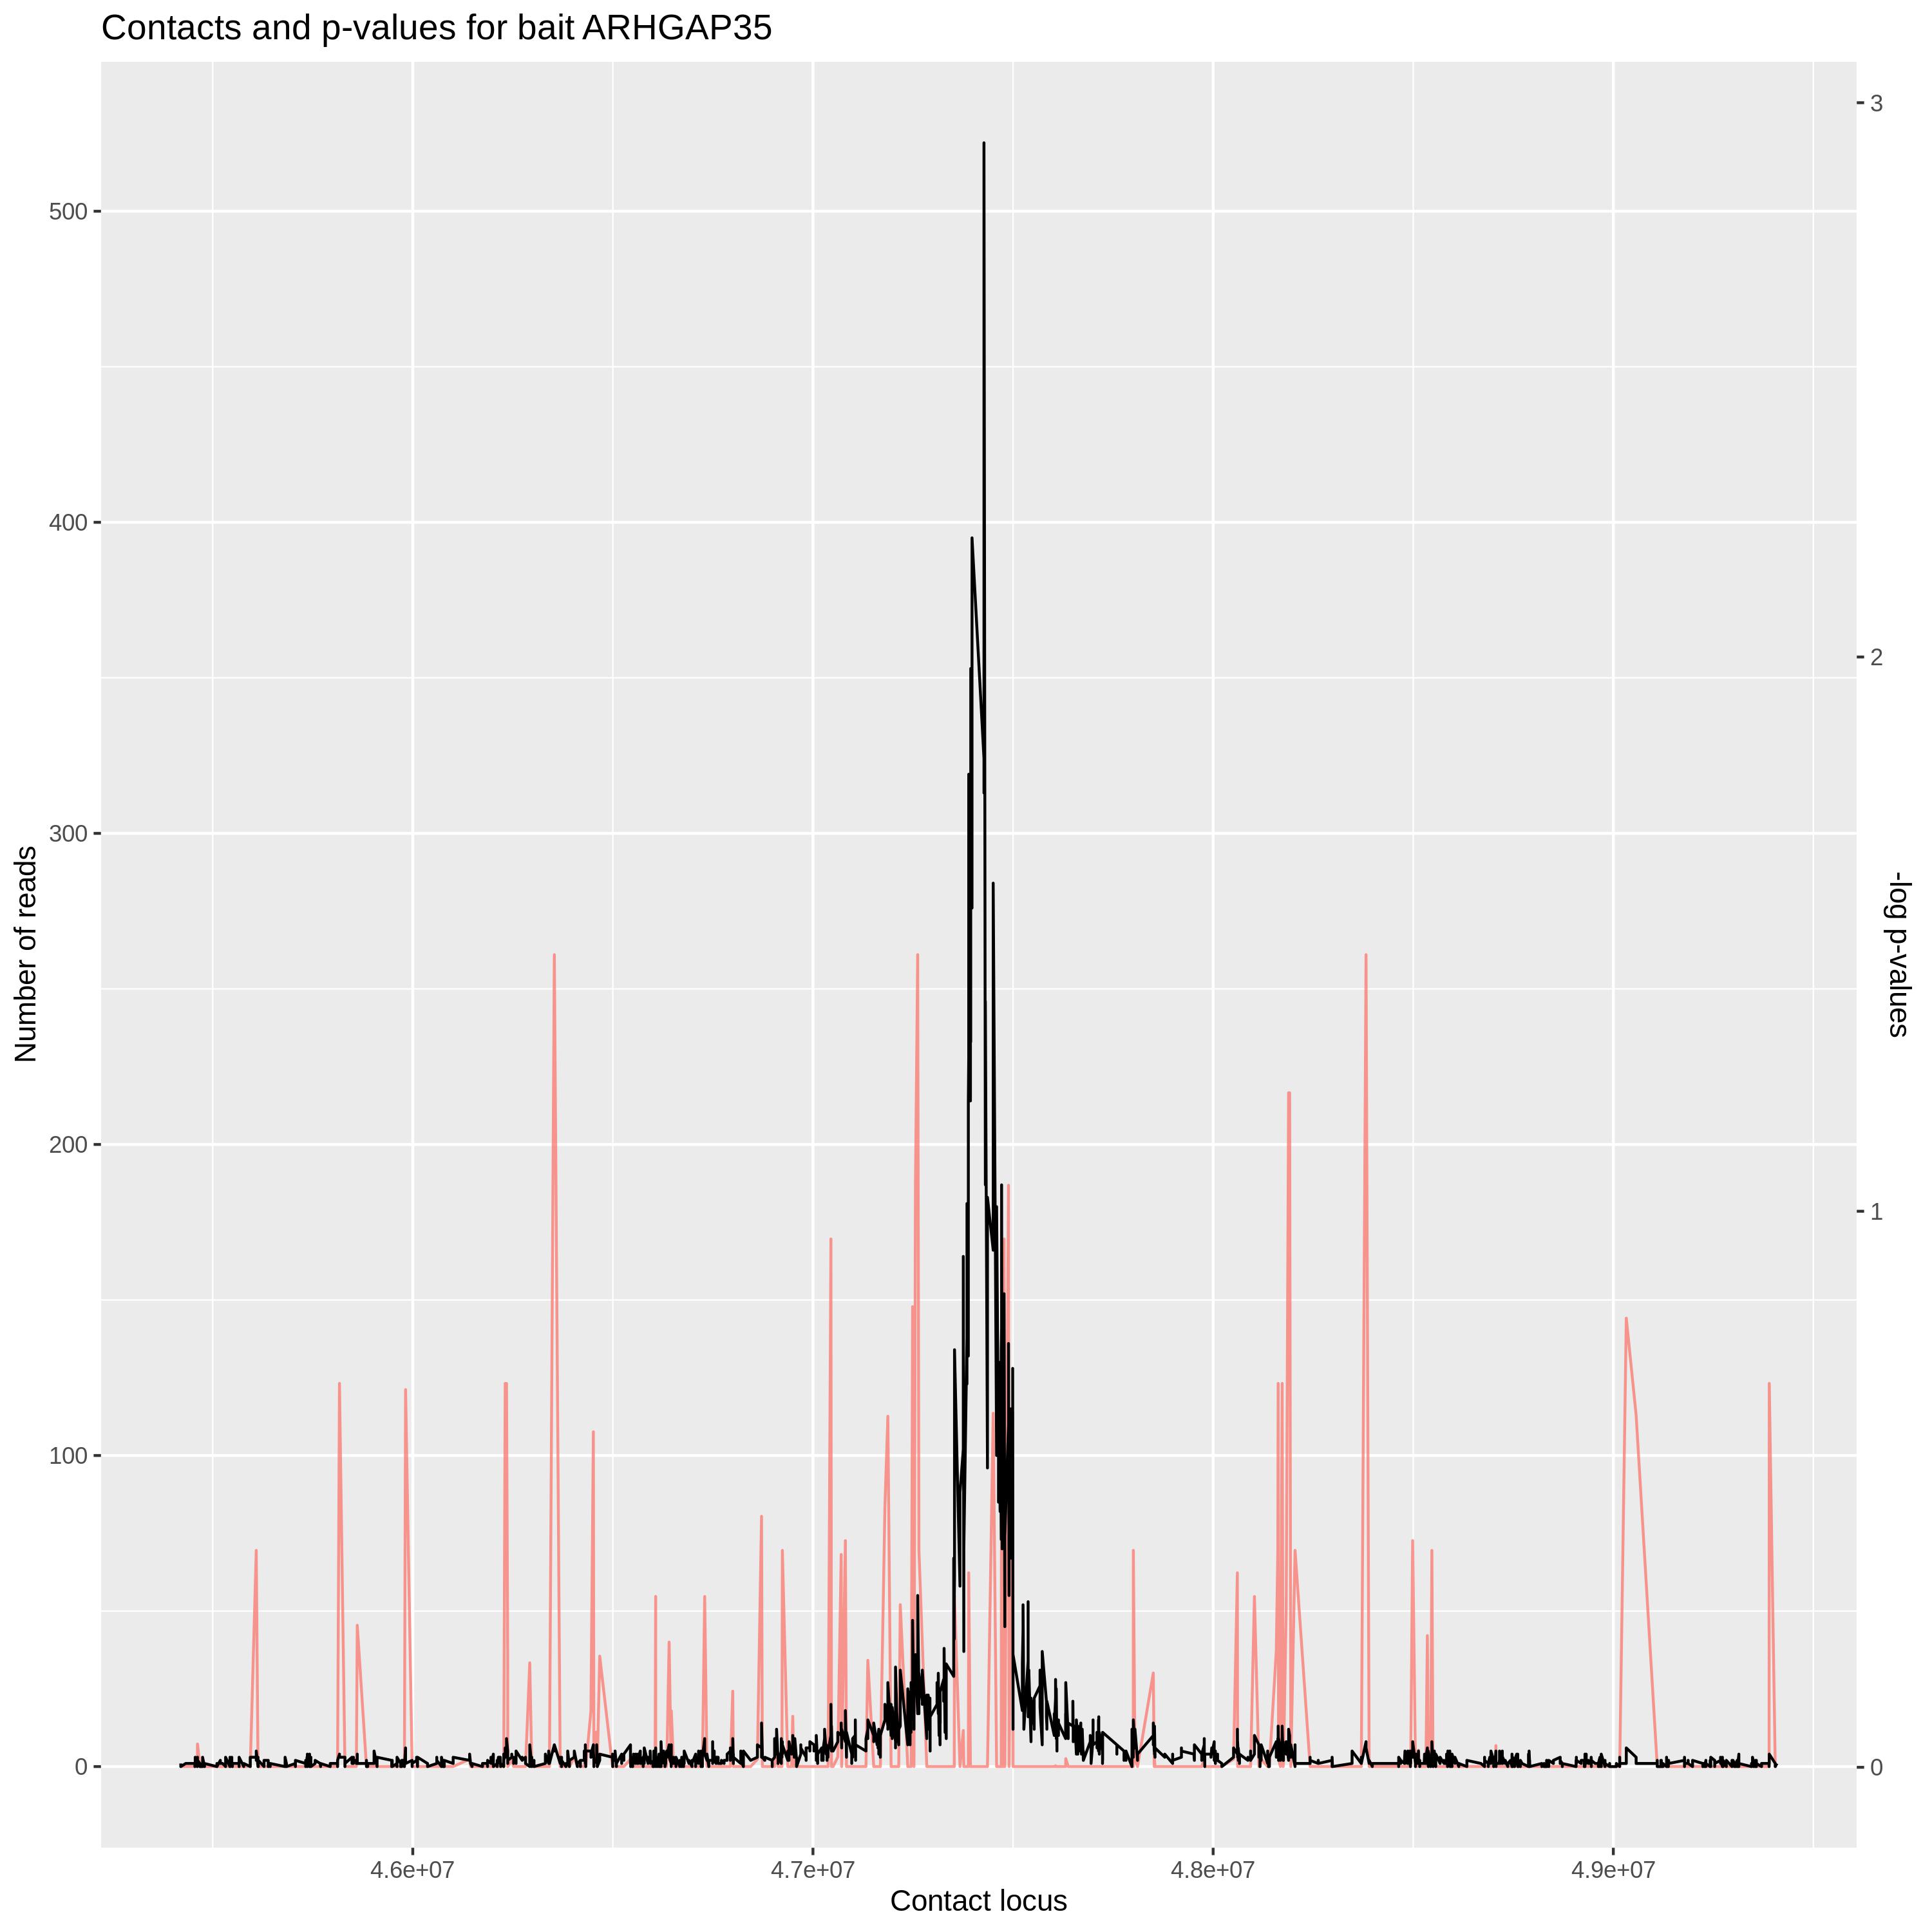 Contacts and p-values for bait ARHGAP35
Number of reads
500
400
300
200
100
0
3
2
1
0
-log p-values
4.6e+07
4.7e+07
4.8e+07
4.9e+07
Contact locus